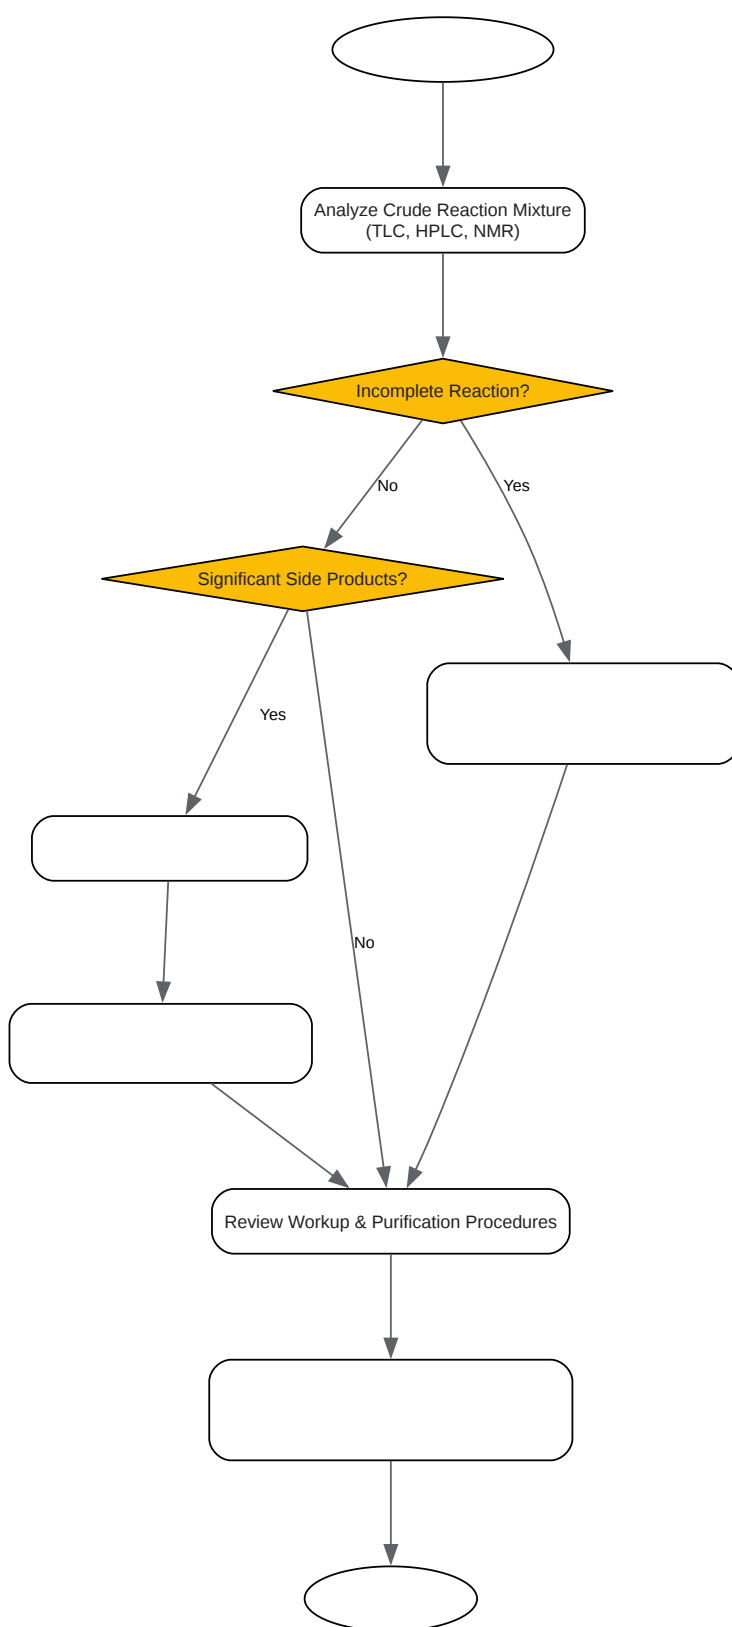 Analyze Crude Reaction Mixture
(TLC, HPLC, NMR)
Incomplete Reaction?
No
Yes
Significant Side Products?
Yes
No
Review Workup & Purification Procedures